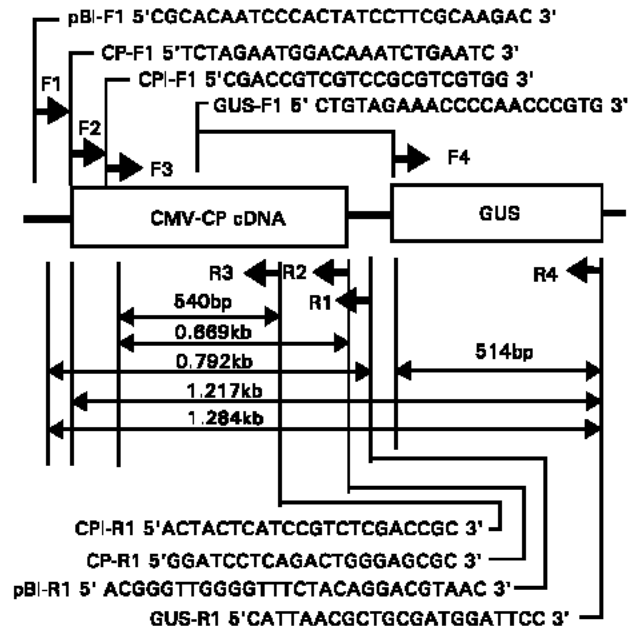 pBI-F1 5'CGCACAATCCCACTATCCTTCGCAAGAC 3'
CP-F1 5'TCTAGAATGGACAAATCTGAATC 3'
CPI-F1 5'CGACCGTCGTCCGCGTCGTGG 3'
GUS-F1 5' CTGTAGAAACCCCAACCCGTG 3'
F1
F2
F3
F4
CMV-CP cDNA
GUS
R3
R2
R1
R4
540bp
0.669kb
0.792kb
514bp
1.217kb
1.284kb
CPI-R1 5'ACTACTCATCCGTCTCGACCGC 3'
CP-R1 5'GGATCCTCAGACTGGGAGCGC 3'
pBI-R1 5' ACGGGTTGGGGTTTCTACAGGACGTAAC 3'
GUS-R1 5'CATTAACGCTGCGATGGATTCC 3'